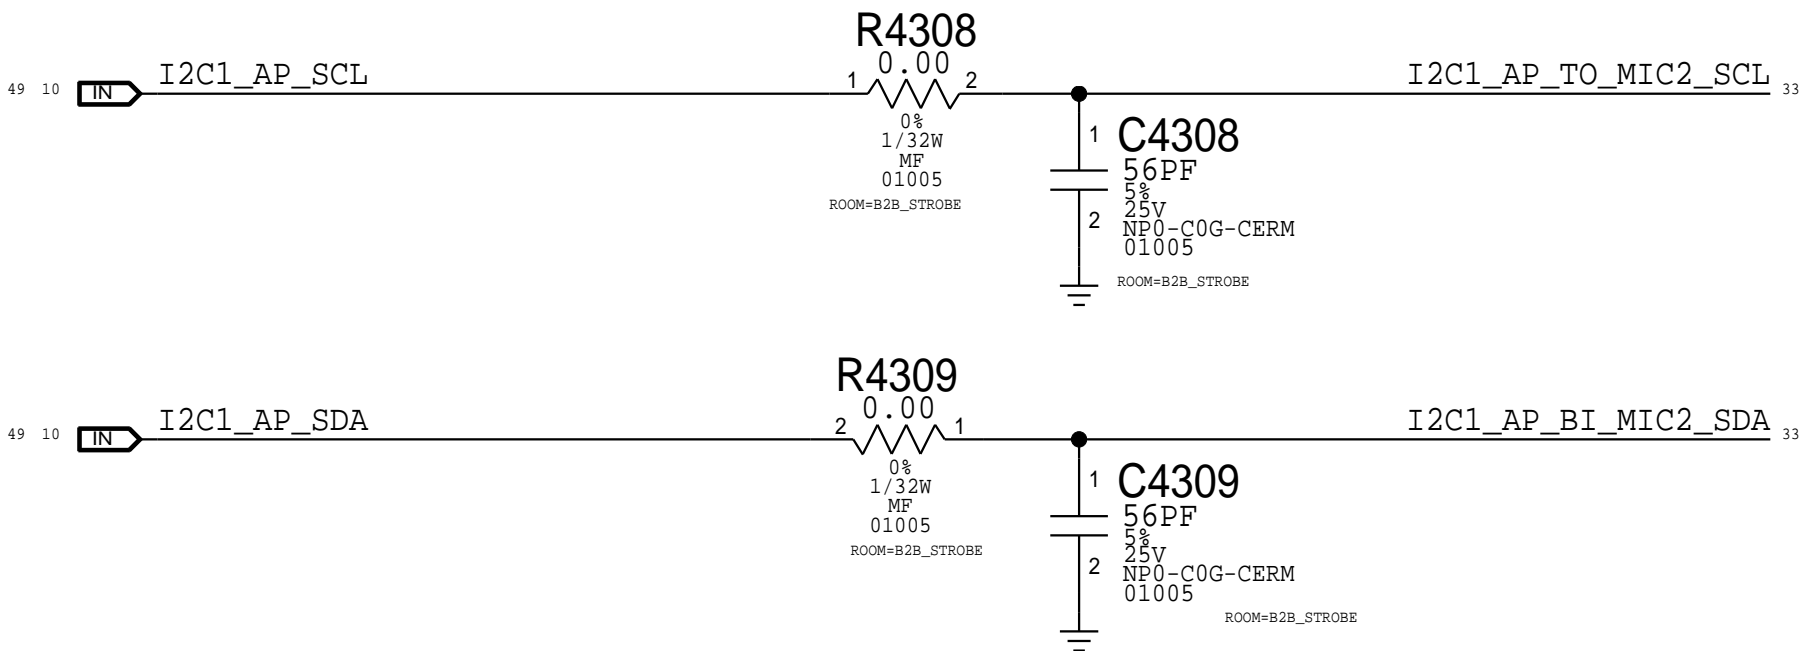 R4308
0.00
49 10 IN I2C1_AP_SCL 1 2 I2C1_AP_TO_MIC2_SCL 33
0%
1/32W
MF
01005
ROOM=B2B_STROBE
1 C4308
56PF
5%
25V
2 NP0-C0G-CERM
01005
ROOM=B2B_STROBE
R4309
0.00
49 10 IN I2C1_AP_SDA 2 1 I2C1_AP_BI_MIC2_SDA 33
0%
1/32W
MF
01005
ROOM=B2B_STROBE
1 C4309
56PF
5%
25V
2 NP0-C0G-CERM
01005
ROOM=B2B_STROBE